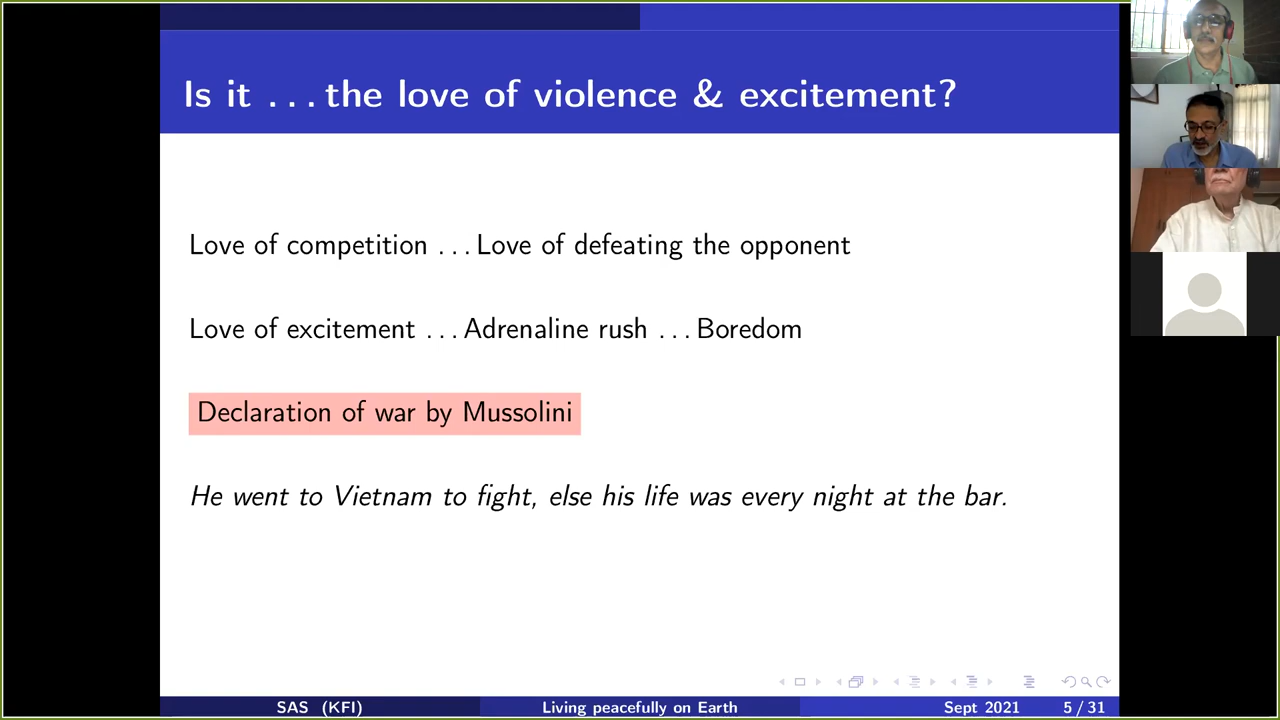 Is it ... the love of violence & excitement?
Love of competition ... Love of defeating the opponent
Love of excitement ... Adrenaline rush ... Boredom
Declaration of war by Mussolini
He went to Vietnam to fight, else his life was every night at the bar.
SAS (KFI) Living peacefully on Earth Sept 2021 5 / 31